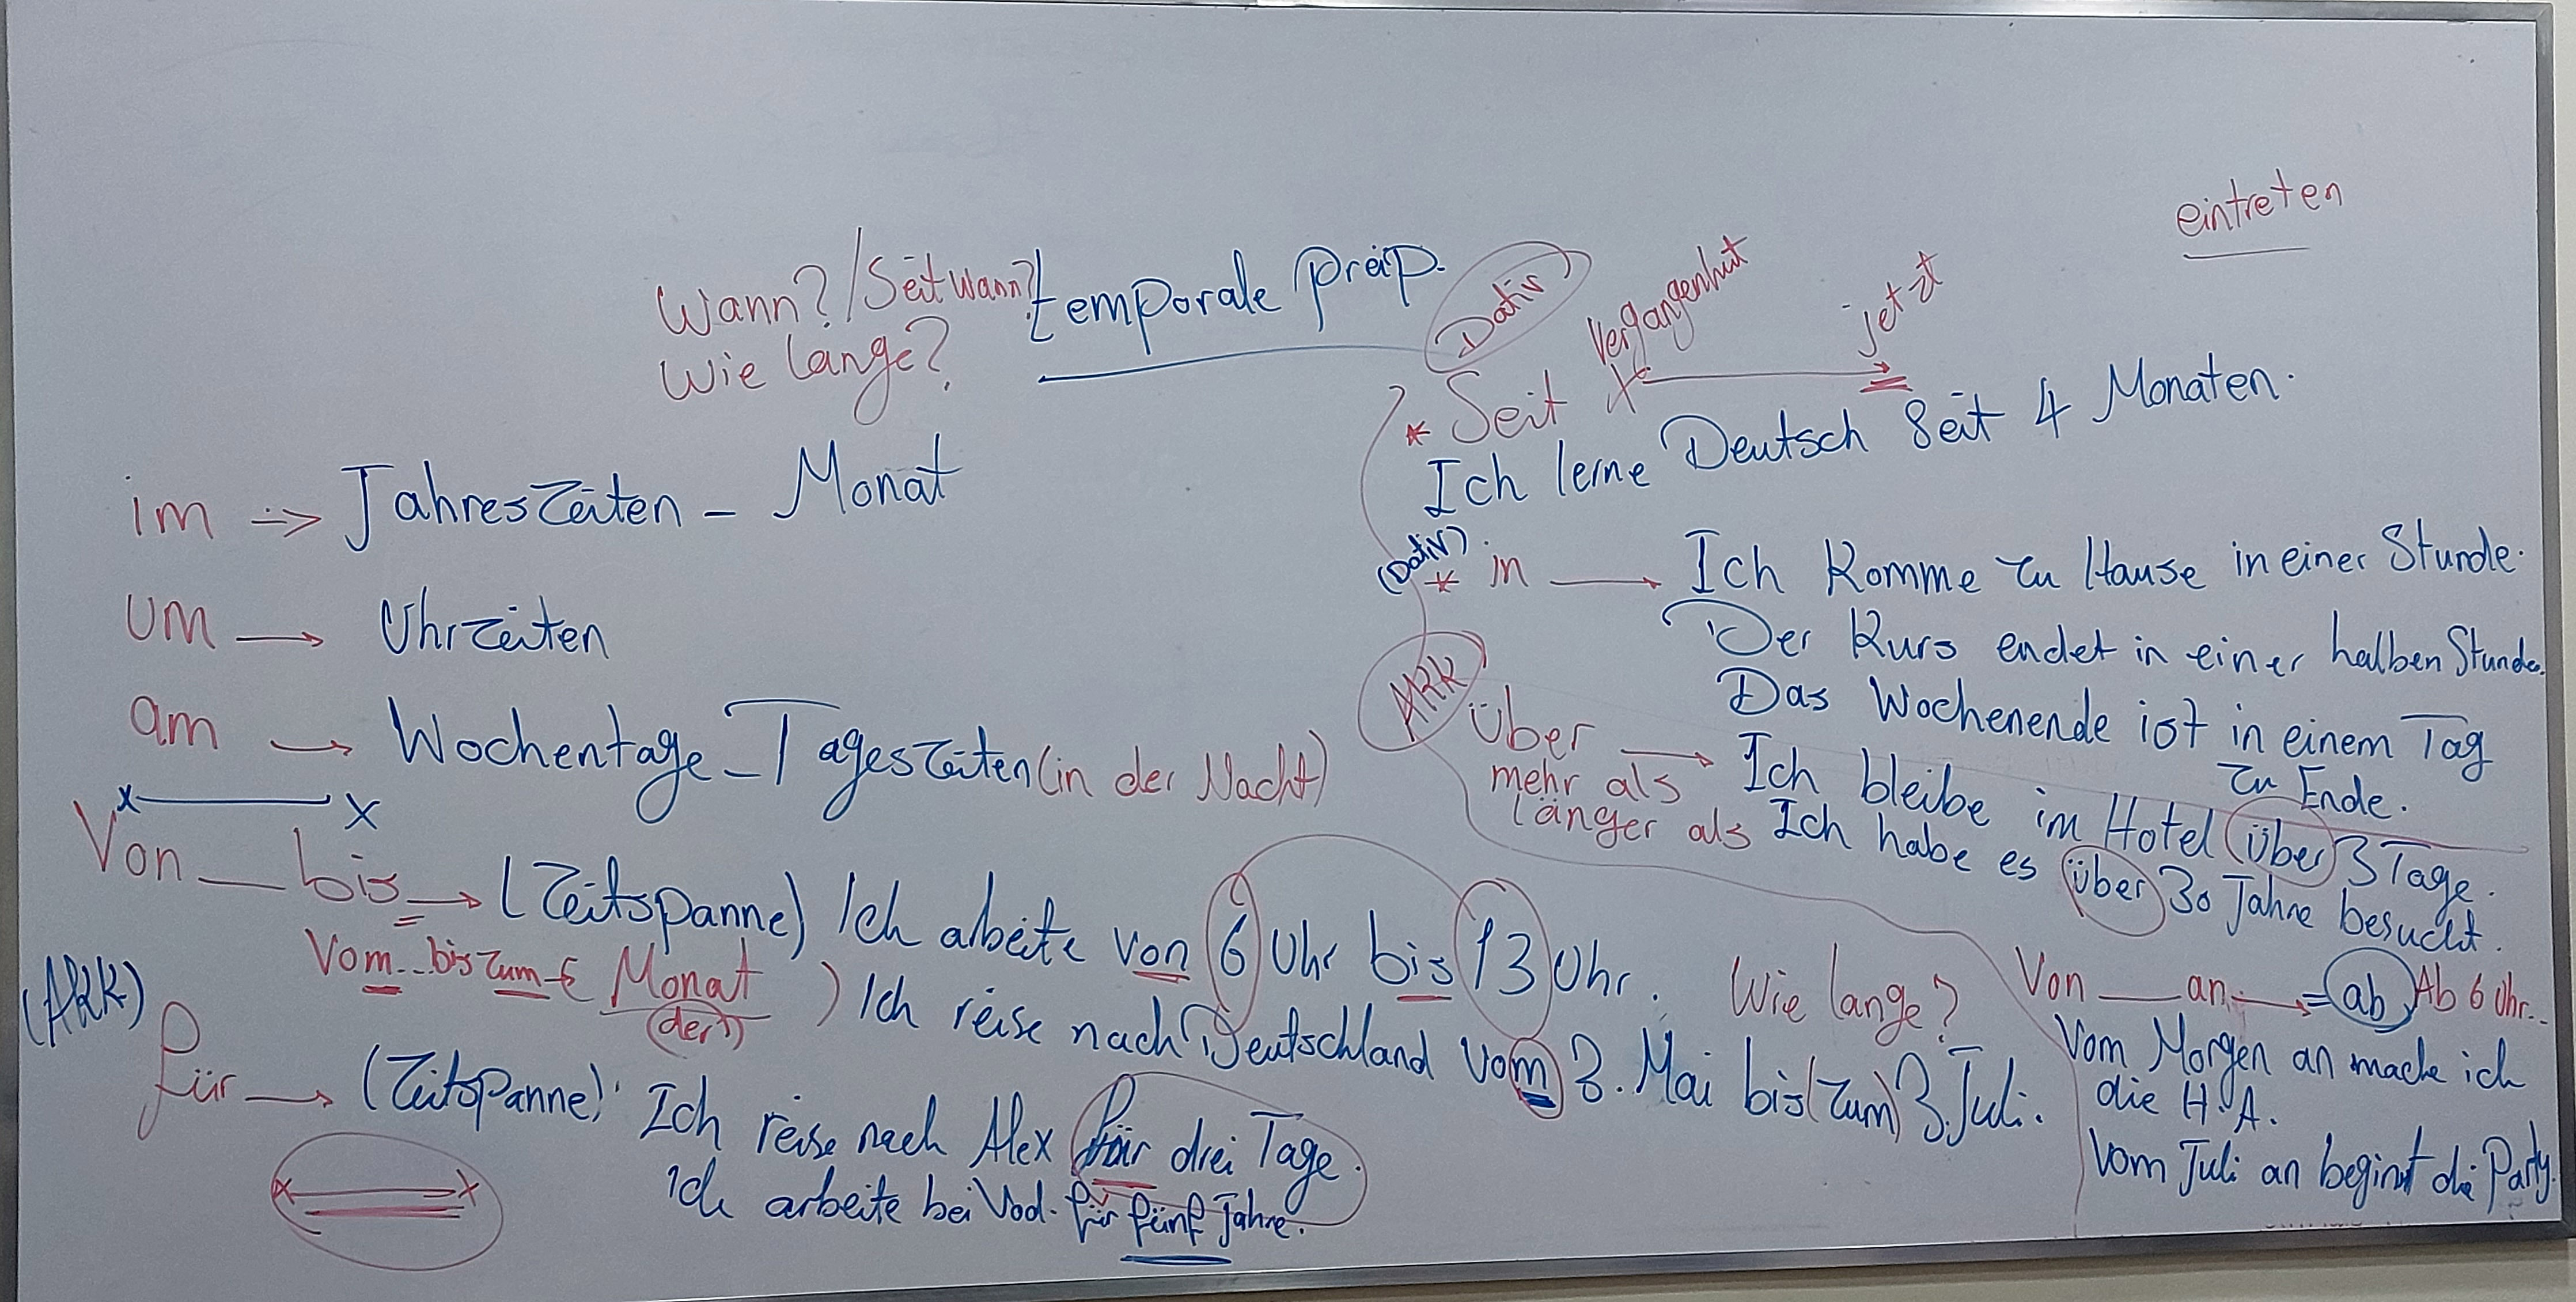 eintreten
Wann? / Seit wann? temporale Präp.
Wie lange?
im → Jahreszeiten – Monat
um → Uhrzeiten
am → Wochentage – Tageszeiten (in der Nacht)
x — x
Von — bis → (Zeitspanne) Ich arbeite von 6 Uhr bis 13 Uhr.
Vom .. bis zum Monat ) Ich reise nach Deutschland vom 3. Mai bis (zum) 3. Juli.
(der)
(AKK)
für → (Zeitspanne) Ich reise nach Alex für drei Tage.
x — x
Ich arbeite bei Vod. für fünf Jahre.
Dativ
Vergangenheit
jetzt
* Seit x →
Ich lerne Deutsch seit 4 Monaten.
(Dativ)
* in → Ich komme zu Hause in einer Stunde.
Der Kurs endet in einer halben Stunde.
Das Wochenende ist in einem Tag
zu Ende.
AKK
über → Ich bleibe im Hotel über 3 Tage.
mehr als
länger als Ich habe es über 30 Jahre besucht.
Wie lange?
Von — an → = ab Ab 6 Uhr..
Vom Morgen an mache ich
die H.A.
Vom Juli an beginnt die Party.